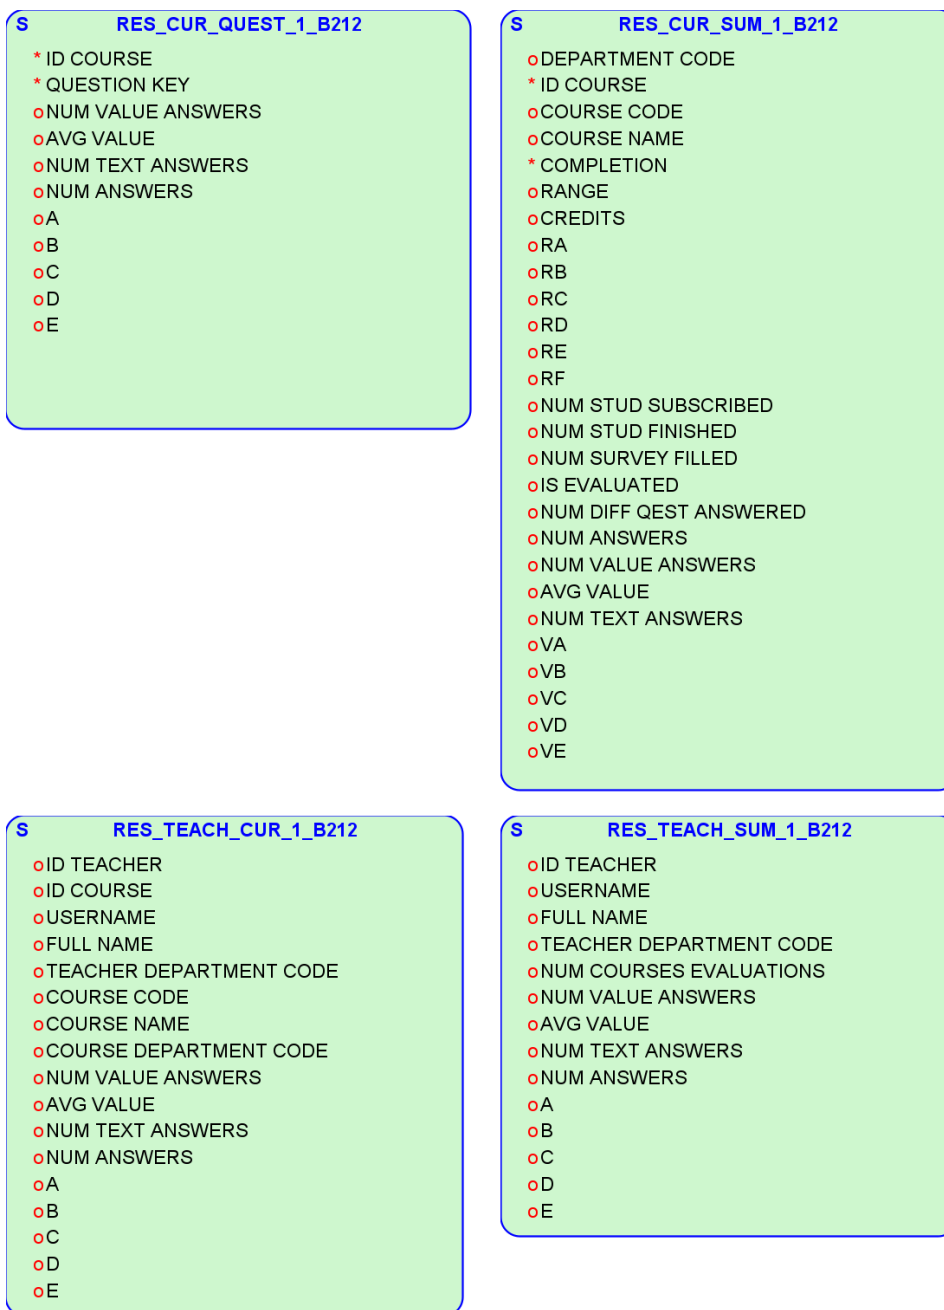 S RES_CUR_QUEST_1_B212
* ID COURSE
* QUESTION KEY
o NUM VALUE ANSWERS
o AVG VALUE
o NUM TEXT ANSWERS
o NUM ANSWERS
o A
o B
o C
o D
o E
S RES_CUR_SUM_1_B212
o DEPARTMENT CODE
* ID COURSE
o COURSE CODE
o COURSE NAME
* COMPLETION
o RANGE
o CREDITS
o RA
o RB
o RC
o RD
o RE
o RF
o NUM STUD SUBSCRIBED
o NUM STUD FINISHED
o NUM SURVEY FILLED
o IS EVALUATED
o NUM DIFF QEST ANSWERED
o NUM ANSWERS
o NUM VALUE ANSWERS
o AVG VALUE
o NUM TEXT ANSWERS
o VA
o VB
o VC
o VD
o VE
S RES_TEACH_CUR_1_B212
o ID TEACHER
o ID COURSE
o USERNAME
o FULL NAME
o TEACHER DEPARTMENT CODE
o COURSE CODE
o COURSE NAME
o COURSE DEPARTMENT CODE
o NUM VALUE ANSWERS
o AVG VALUE
o NUM TEXT ANSWERS
o NUM ANSWERS
o A
o B
o C
o D
o E
S RES_TEACH_SUM_1_B212
o ID TEACHER
o USERNAME
o FULL NAME
o TEACHER DEPARTMENT CODE
o NUM COURSES EVALUATIONS
o NUM VALUE ANSWERS
o AVG VALUE
o NUM TEXT ANSWERS
o NUM ANSWERS
o A
o B
o C
o D
o E